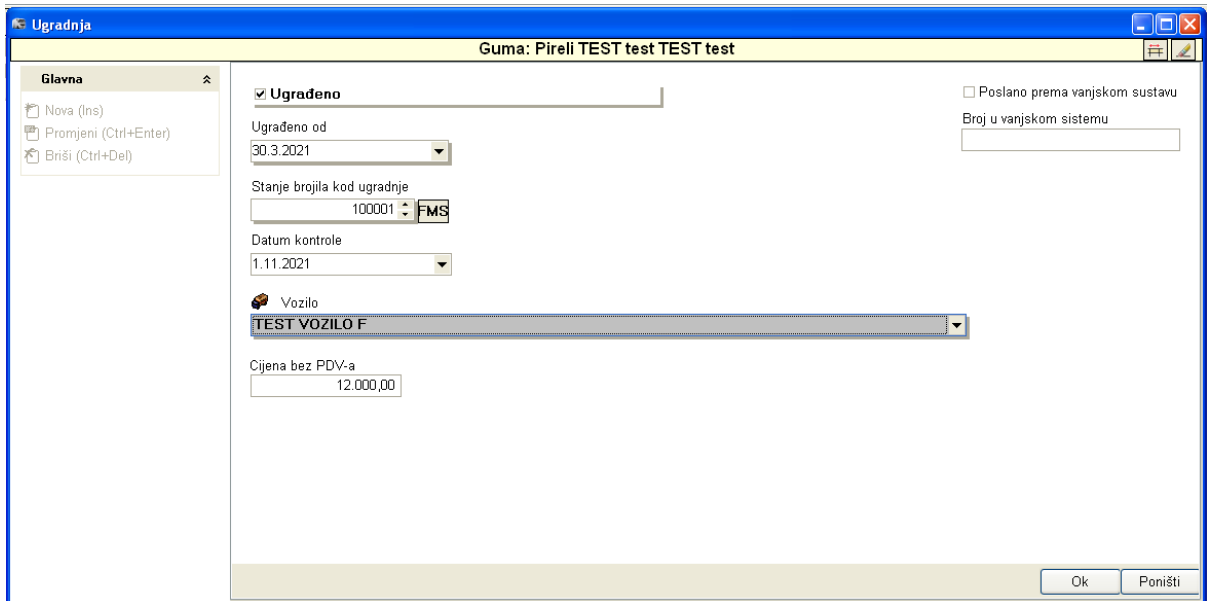 Ugradnja
Guma: Pireli TEST test TEST test
Glavna
Nova (Ins)
Promjeni (Ctrl+Enter)
Briši (Ctrl+Del)
Ugrađeno
Poslano prema vanjskom sustavu
Ugrađeno od
Broj u vanjskom sistemu
30.3.2021
Stanje brojila kod ugradnje
100001 FMS
Datum kontrole
1.11.2021
Vozilo
TEST VOZILO F
Cijena bez PDV-a
12.000,00
Ok Poništi